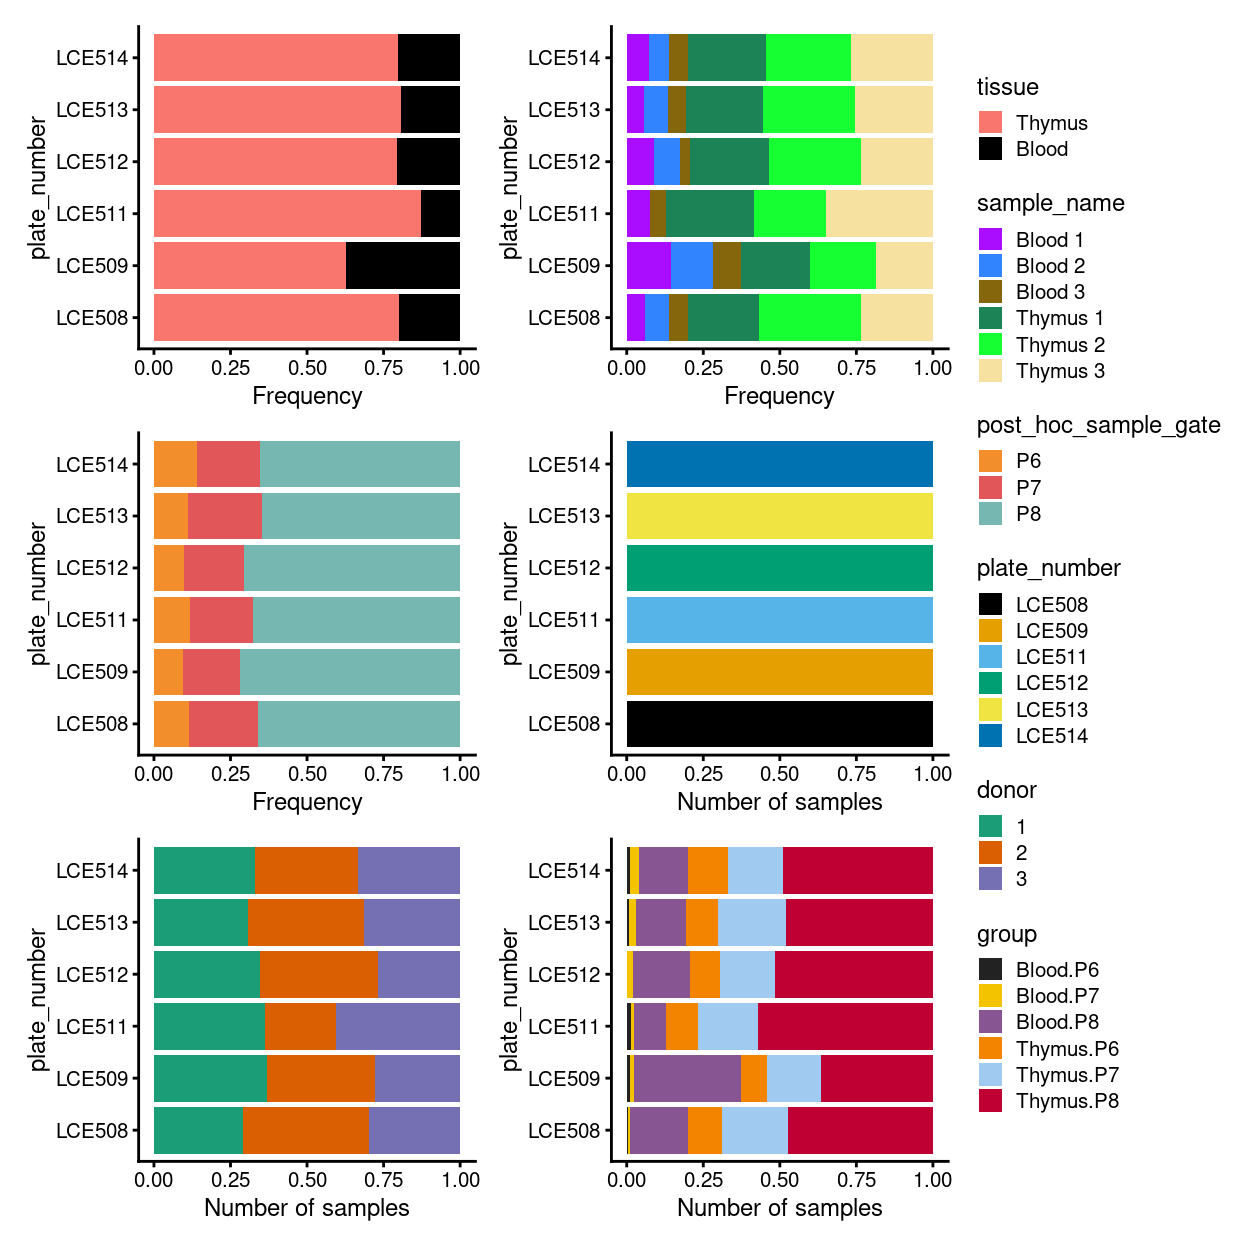 plate_number
LCE514
LCE513
LCE512
LCE511
LCE509
LCE508
0.00 0.25 0.50 0.75 1.00
Frequency
plate_number
LCE514
LCE513
LCE512
LCE511
LCE509
LCE508
0.00 0.25 0.50 0.75 1.00
Frequency
plate_number
LCE514
LCE513
LCE512
LCE511
LCE509
LCE508
0.00 0.25 0.50 0.75 1.00
Frequency
plate_number
LCE514
LCE513
LCE512
LCE511
LCE509
LCE508
0.00 0.25 0.50 0.75 1.00
Number of samples
plate_number
LCE514
LCE513
LCE512
LCE511
LCE509
LCE508
0.00 0.25 0.50 0.75 1.00
Number of samples
plate_number
LCE514
LCE513
LCE512
LCE511
LCE509
LCE508
0.00 0.25 0.50 0.75 1.00
Number of samples
tissue
Thymus
Blood
sample_name
Blood 1
Blood 2
Blood 3
Thymus 1
Thymus 2
Thymus 3
post_hoc_sample_gate
P6
P7
P8
plate_number
LCE508
LCE509
LCE511
LCE512
LCE513
LCE514
donor
1
2
3
group
Blood.P6
Blood.P7
Blood.P8
Thymus.P6
Thymus.P7
Thymus.P8